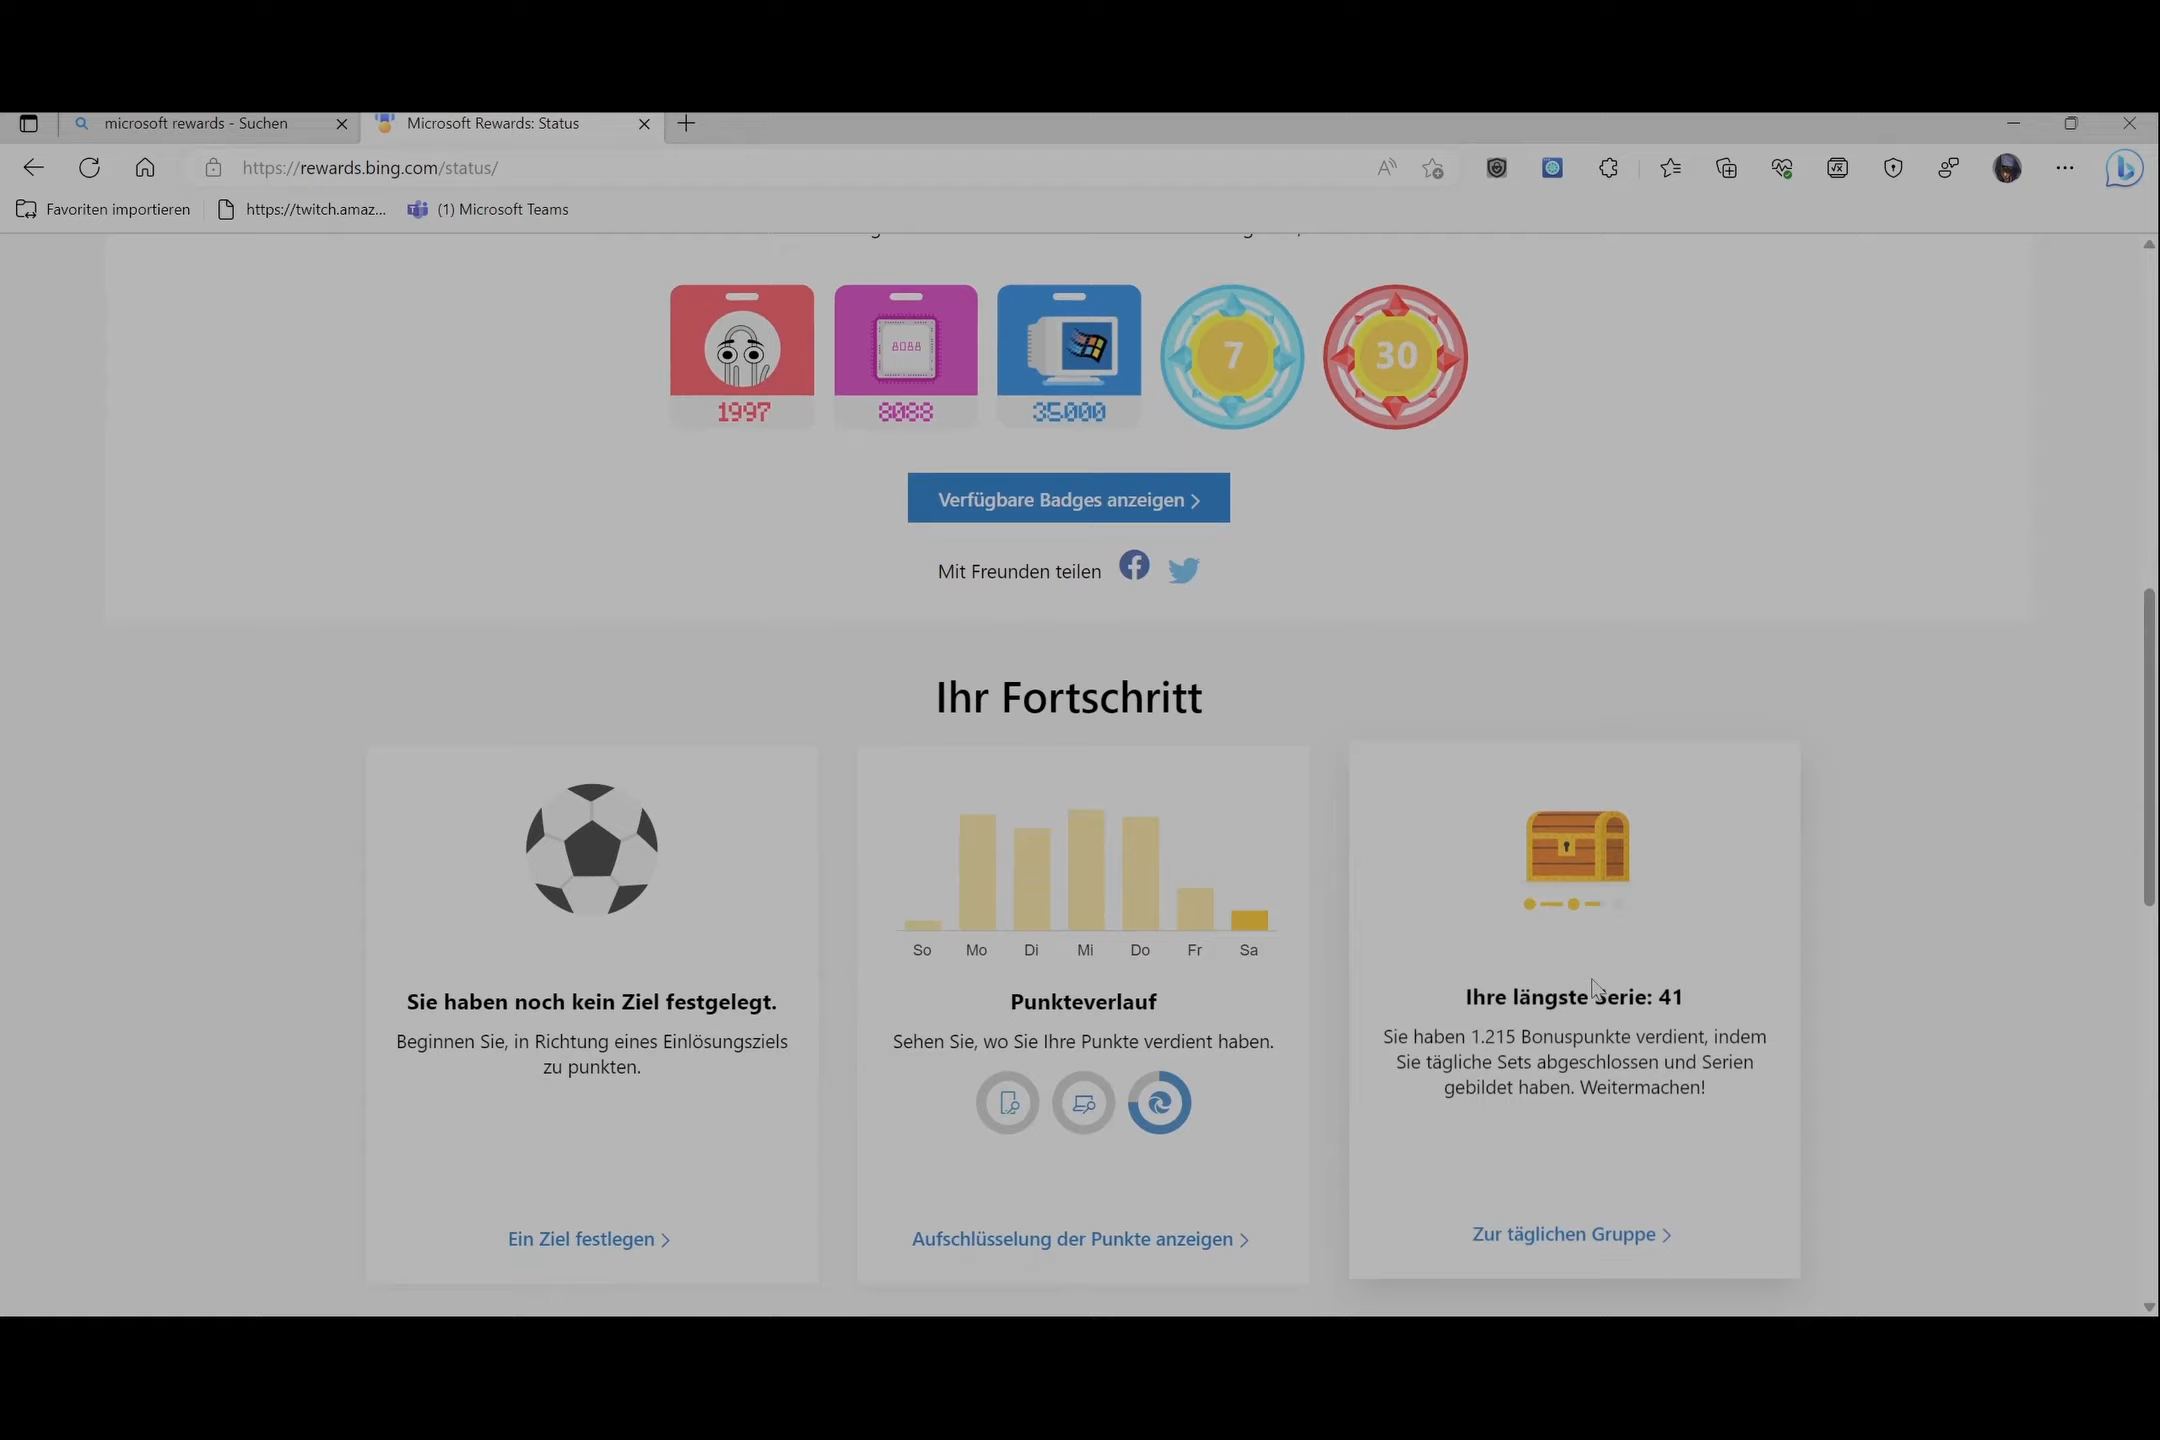 microsoft rewards - Suchen
Microsoft Rewards: Status
https://rewards.bing.com/status/
Favoriten importieren
https://twitch.amaz...
(1) Microsoft Teams
8088
7
30
1997
8088
35000
Verfügbare Badges anzeigen >
Mit Freunden teilen
Ihr Fortschritt
So Mo Di Mi Do Fr Sa
Sie haben noch kein Ziel festgelegt.
Beginnen Sie, in Richtung eines Einlösungsziels
zu punkten.
Ein Ziel festlegen >
Punkteverlauf
Sehen Sie, wo Sie Ihre Punkte verdient haben.
Aufschlüsselung der Punkte anzeigen >
Ihre längste Serie: 41
Sie haben 1.215 Bonuspunkte verdient, indem
Sie tägliche Sets abgeschlossen und Serien
gebildet haben. Weitermachen!
Zur täglichen Gruppe >